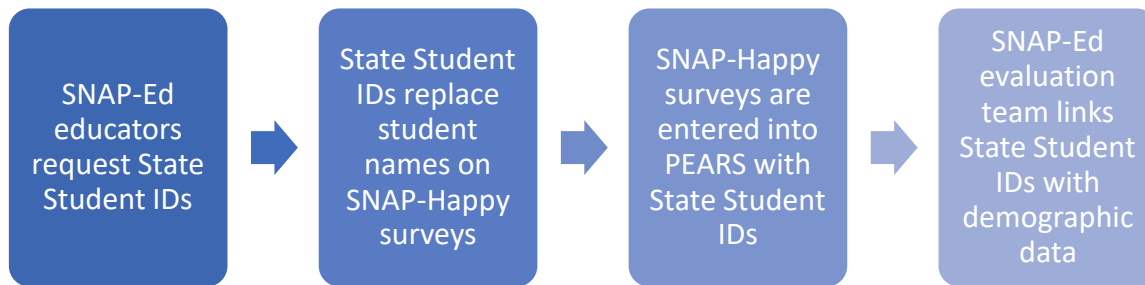 SNAP-Ed
educators
request State
Student IDs
State Student
IDs replace
student
names on
SNAP-Happy
surveys
SNAP-Happy
surveys are
entered into
PEARS with
State Student
IDs
SNAP-Ed
evaluation
team links
State Student
IDs with
demographic
data